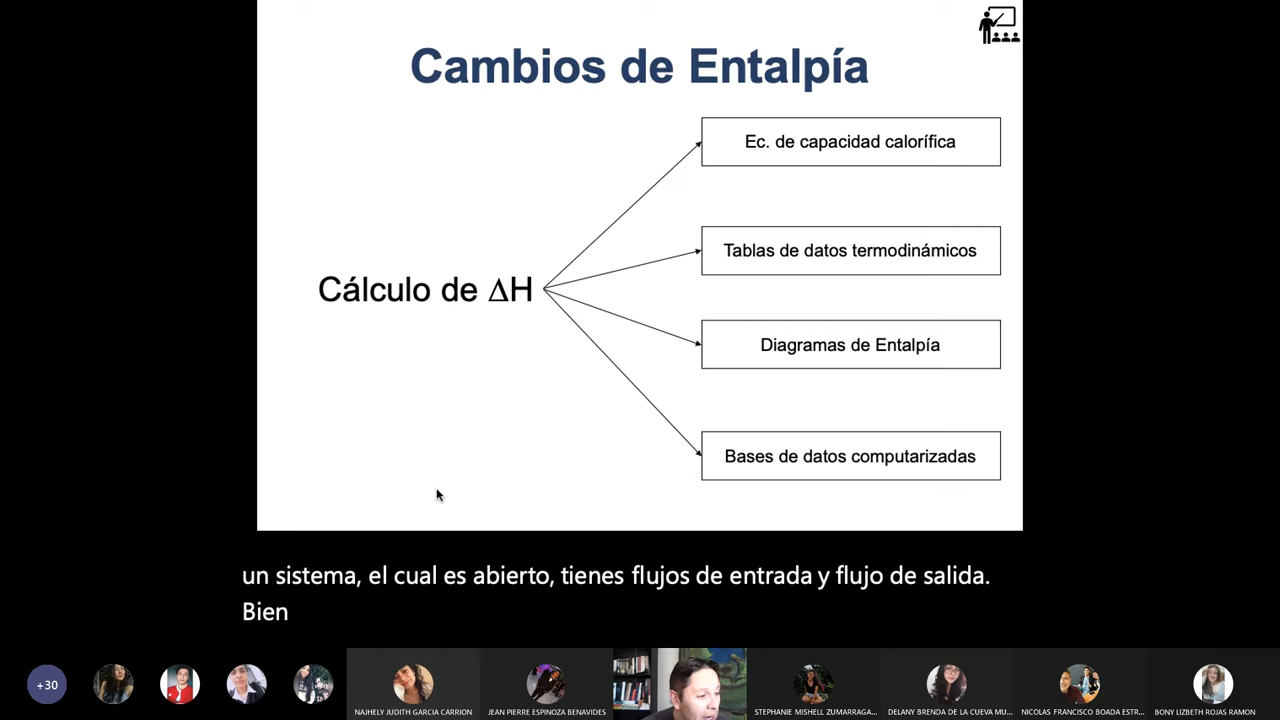 Cambios de Entalpía
Ec. de capacidad calorífica
Tablas de datos termodinámicos
Cálculo de ΔH
Diagramas de Entalpía
Bases de datos computarizadas
un sistema, el cual es abierto, tienes flujos de entrada y flujo de salida.
Bien
+30
NAJHELY JUDITH GARCIA CARRION
JEAN PIERRE ESPINOZA BENAVIDES
STEPHANIE MISHELL ZUMARRAGA...
DELANY BRENDA DE LA CUEVA MU...
NICOLAS FRANCISCO BOADA ESTR...
BONY LIZBETH ROJAS RAMON